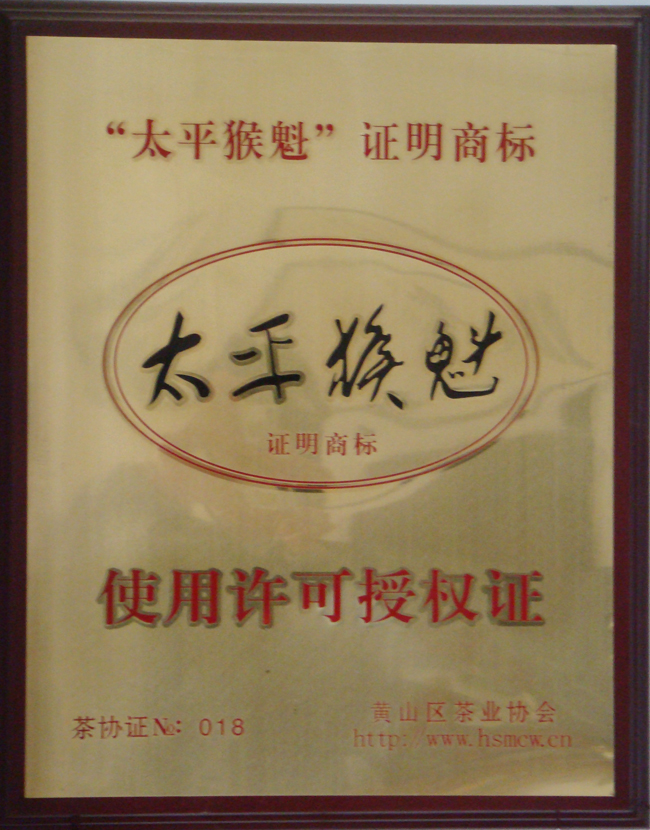 “太平猴魁”证明商标
太平猴魁
证明商标
使用许可授权证
茶协证№：018
黄山区茶业协会
http://www.hsmcw.cn